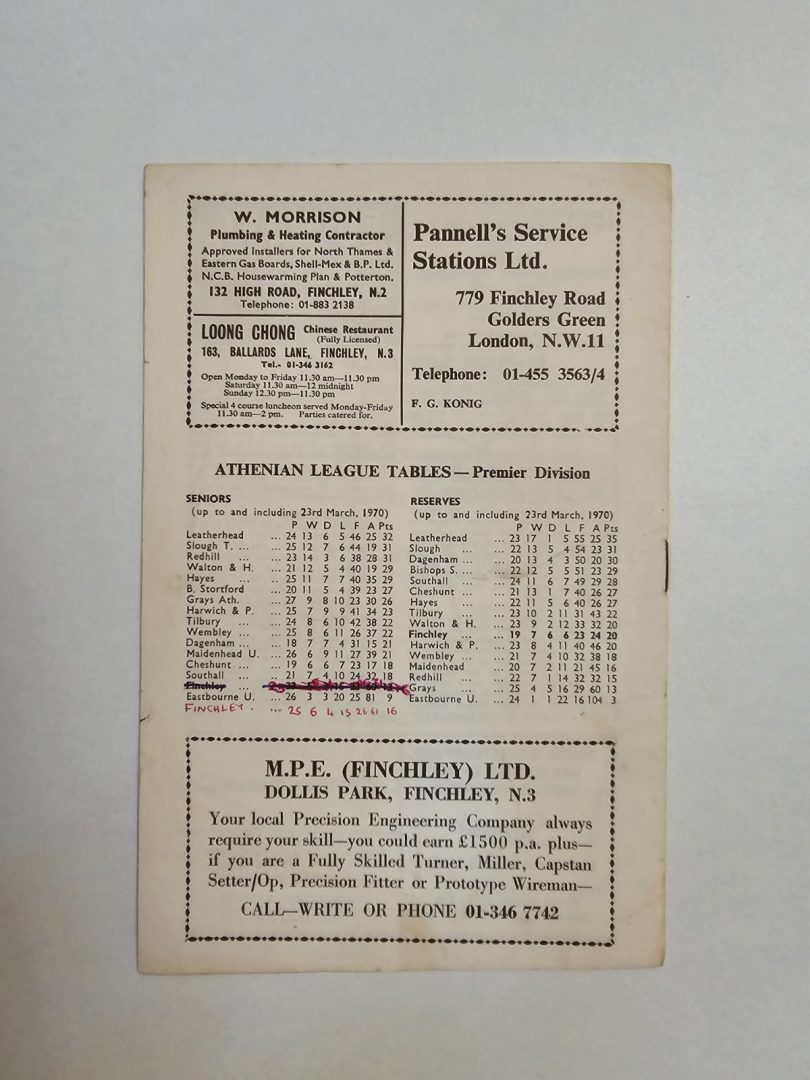 W. MORRISON
Plumbing & Heating Contractor
Approved Installers for North Thames &
Eastern Gas Boards, Shell-Mex & B.P. Ltd.
N.C.B. Housewarming Plan & Potterton.
132 HIGH ROAD, FINCHLEY, N.2
Telephone: 01-883 2138
LOONG CHONG Chinese Restaurant
(Fully Licensed)
163, BALLARDS LANE, FINCHLEY, N.3
Tel.- 01-346 3162
Open Monday to Friday 11.30 am—11.30 pm
Saturday 11.30 am—12 midnight
Sunday 12.30 pm—11.30 pm
Special 4 course luncheon served Monday-Friday
11.30 am—2 pm. Parties catered for.
Pannell's Service
Stations Ltd.
779 Finchley Road
Golders Green
London, N.W.11
Telephone: 01-455 3563/4
F. G. KONIG
ATHENIAN LEAGUE TABLES—Premier Division
SENIORS
(up to and including 23rd March, 1970)
P W D L F A Pts
Leatherhead ... 24 13 6 5 46 25 32
Slough T. ... ... 25 12 7 6 44 19 31
Redhill ... ... 23 14 3 6 38 28 31
Walton & H. ... 21 12 5 4 40 19 29
Hayes ... .. 25 11 7 7 40 35 29
B. Stortford ... 20 11 5 4 39 23 27
Grays Ath. ... 27 9 8 10 23 30 26
Harwich & P. ... 25 7 9 9 41 34 23
Tilbury ... ... 24 8 6 10 42 38 22
Wembley ... ... 25 8 6 11 26 37 22
Dagenham ... ... 18 7 7 4 31 15 21
Maidenhead U. ... 26 6 9 11 27 39 21
Cheshunt ... ... 19 6 6 7 23 17 18
Southall ... .. 21 7 4 10 24 32 18
Finchley ...
Eastbourne U. ... 26 3 3 20 25 81 9
FINCHLEY . ... 25 6 4 15 26 61 16
RESERVES
(up to and including 23rd March, 1970)
P W D L F A Pts
Leatherhead ... 23 17 1 5 55 25 35
Slough ... ... 22 13 5 4 54 23 31
Dagenham ... ... 20 13 4 3 50 20 30
Bishops S. ... ... 22 12 5 5 51 23 29
Southall ... ... 24 11 6 7 49 29 28
Cheshunt ... ... 21 13 1 7 40 26 27
Hayes ... ... 22 11 5 6 40 26 27
Tilbury ... ... 23 10 2 11 31 43 22
Walton & H. ... 23 9 2 12 33 32 20
Finchley ... ... 19 7 6 6 23 24 20
Harwich & P. ... 23 8 4 11 40 46 20
Wembley ... ... 21 7 4 10 32 38 18
Maidenhead ... 20 7 2 11 21 45 16
Redhill ... ... 22 7 1 14 32 32 15
Grays ... ... 25 4 5 16 29 60 13
Eastbourne U. ... 24 1 1 22 16 104 3
M.P.E. (FINCHLEY) LTD.
DOLLIS PARK, FINCHLEY, N.3
Your local Precision Engineering Company always
require your skill—you could earn £1500 p.a. plus—
if you are a Fully Skilled Turner, Miller, Capstan
Setter/Op, Precision Fitter or Prototype Wireman—
CALL—WRITE OR PHONE 01-346 7742